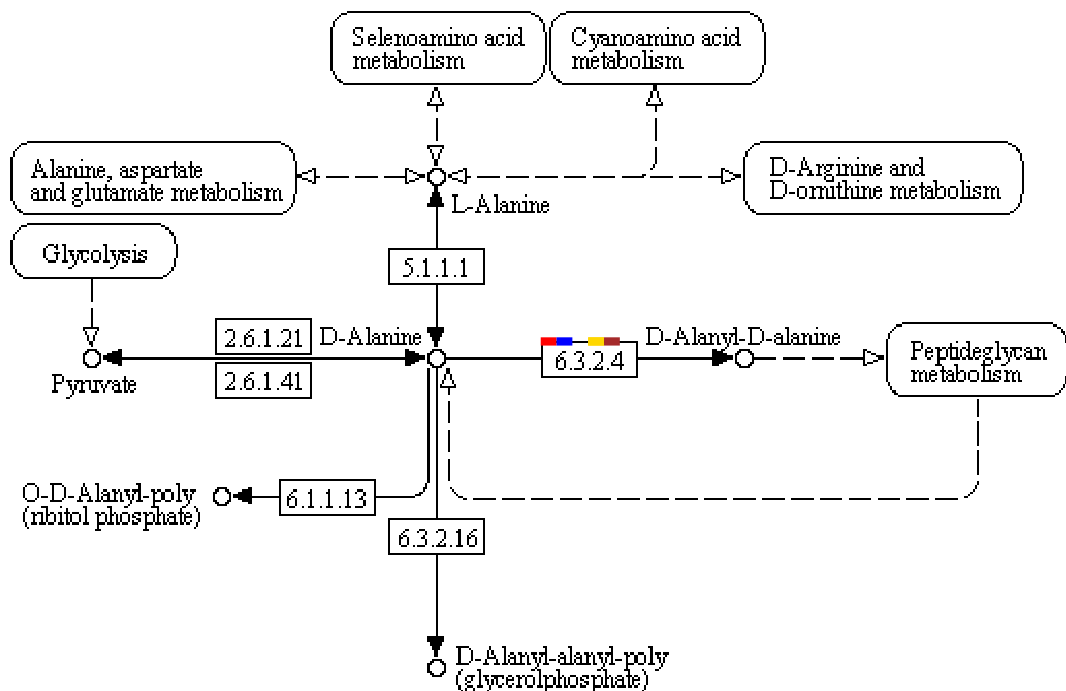 Selenoamino acid
metabolism
Cyanoamino acid
metabolism
Alanine, aspartate
and glutamate metabolism
D-Arginine and
D-ornithine metabolism
L-Alanine
Glycolysis
5.1.1.1
2.6.1.21
D-Alanine
D-Alanyl-D-alanine
6.3.2.4
Peptideglycan
metabolism
Pyruvate
2.6.1.41
O-D-Alanyl-poly
(ribitol phosphate)
6.1.1.13
6.3.2.16
D-Alanyl-alanyl-poly
(glycerolphosphate)